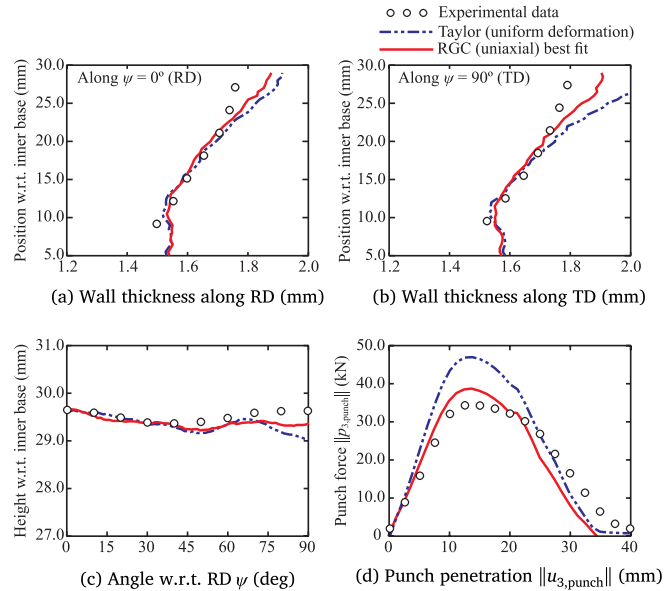 Experimental data
Taylor (uniform deformation)
RGC (uniaxial) best fit
Position w.r.t. inner base (mm)
30.0
25.0
20.0
15.0
10.0
5.0
Along ψ = 0º (RD)
1.2 1.4 1.6 1.8 2.0
(a) Wall thickness along RD (mm)
Position w.r.t. inner base (mm)
30.0
25.0
20.0
15.0
10.0
5.0
Along ψ = 90º (TD)
1.2 1.4 1.6 1.8 2.0
(b) Wall thickness along TD (mm)
Height w.r.t. inner base (mm)
31.0
30.0
29.0
28.0
27.0
0 15 30 45 60 75 90
(c) Angle w.r.t. RD ψ (deg)
Punch force ||p3,punch|| (kN)
50.0
40.0
30.0
20.0
10.0
0.0
0 10 20 30 40
(d) Punch penetration ||u3,punch|| (mm)